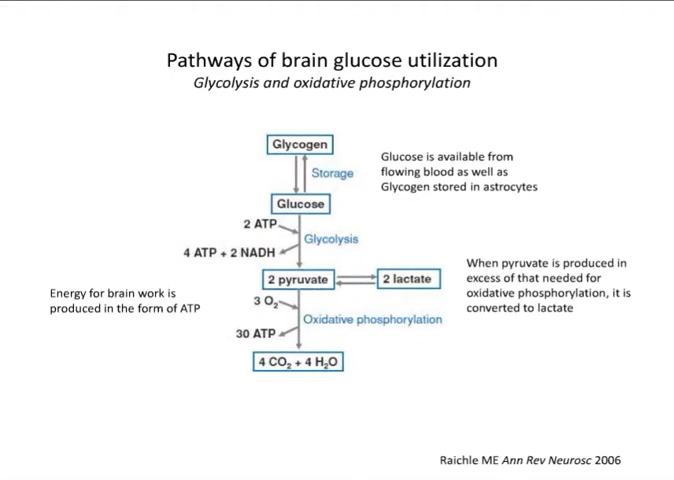 Pathways of brain glucose utilization
Glycolysis and oxidative phosphorylation
Glycogen
Storage
Glucose is available from
flowing blood as well as
Glycogen stored in astrocytes
Glucose
2 ATP
Glycolysis
4 ATP + 2 NADH
2 pyruvate
2 lactate
When pyruvate is produced in
excess of that needed for
oxidative phosphorylation, it is
converted to lactate
Energy for brain work is
produced in the form of ATP
3 O₂
Oxidative phosphorylation
30 ATP
4 CO₂ + 4 H₂O
Raichle ME Ann Rev Neurosc 2006